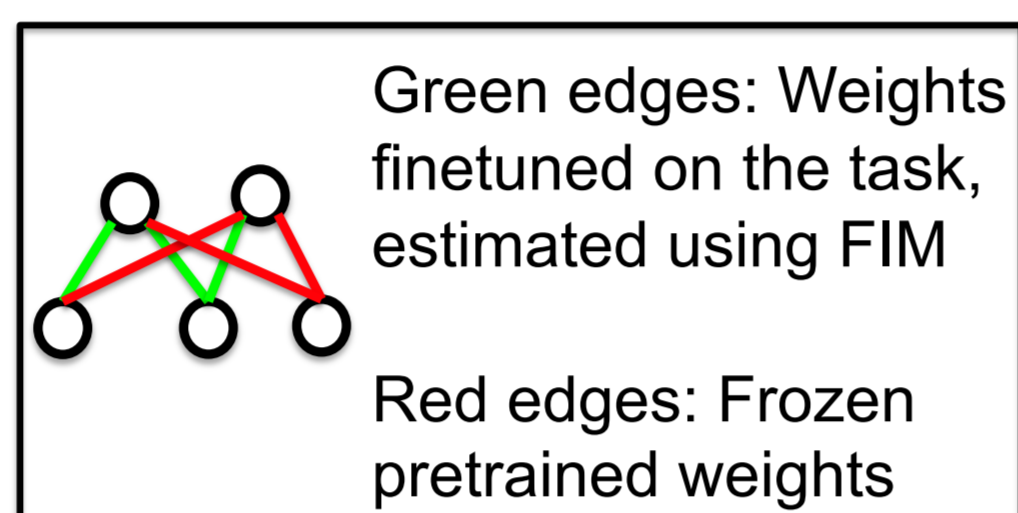 Green edges: Weights
finetuned on the task,
estimated using FIM
Red edges: Frozen
pretrained weights